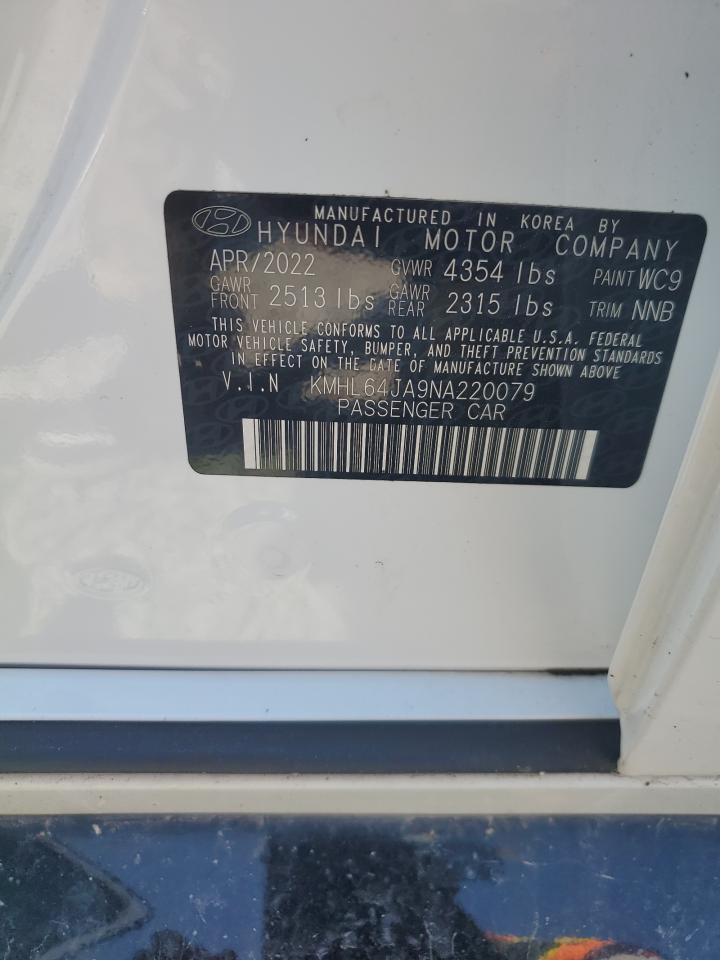 MANUFACTURED IN KOREA BY
HYUNDAI MOTOR COMPANY
APR/2022 GVWR 4354 lbs PAINT WC9
GAWR FRONT 2513 lbs GAWR REAR 2315 lbs TRIM NNB
THIS VEHICLE CONFORMS TO ALL APPLICABLE U.S.A. FEDERAL
MOTOR VEHICLE SAFETY, BUMPER, AND THEFT PREVENTION STANDARDS
IN EFFECT ON THE DATE OF MANUFACTURE SHOWN ABOVE
V.I.N KMHL64JA9NA220079
PASSENGER CAR